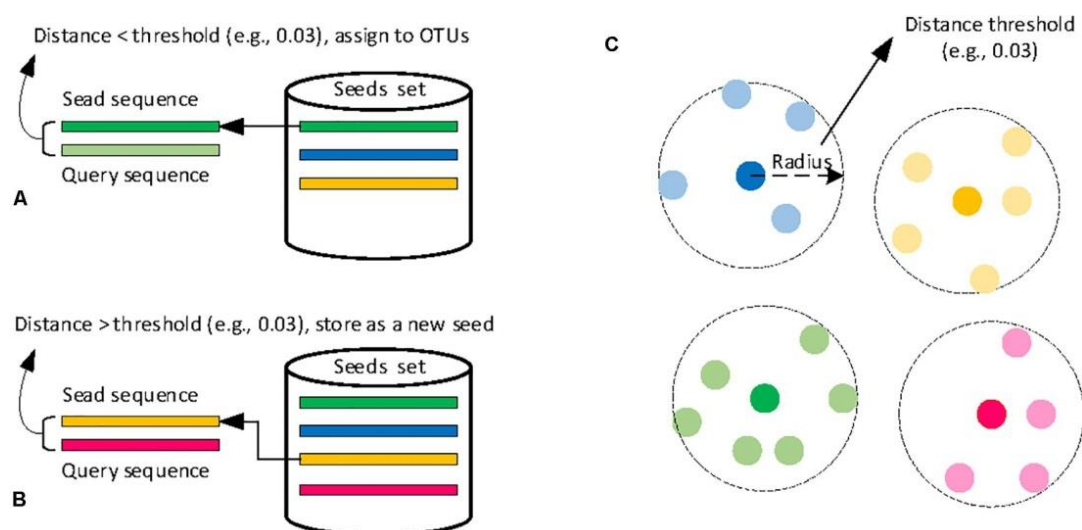 Distance < threshold (e.g., 0.03), assign to OTUs
Sead sequence
Query sequence
Seeds set
A
Distance > threshold (e.g., 0.03), store as a new seed
Sead sequence
Query sequence
Seeds set
B
C
Distance threshold
(e.g., 0.03)
Radius